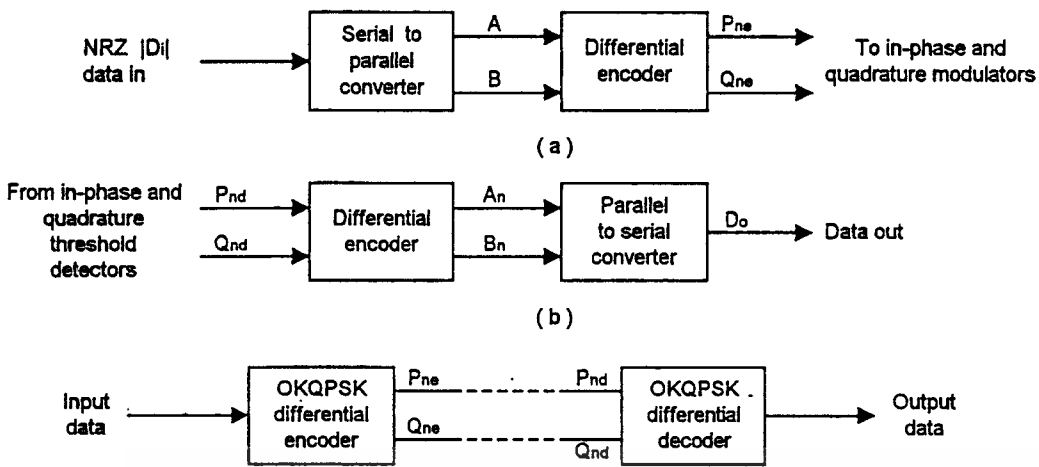 NRZ |Di|
data in
Serial to
parallel
converter
A
B
Differential
encoder
Pne
Qne
To in-phase and
quadrature modulators
(a)
From in-phase and
quadrature
threshold
detectors
Pnd
Qnd
Differential
encoder
An
Bn
Parallel
to serial
converter
Do
Data out
(b)
Input
data
OKQPSK
differential
encoder
Pne
Qne
Pnd
Qnd
OKQPSK
differential
decoder
Output
data